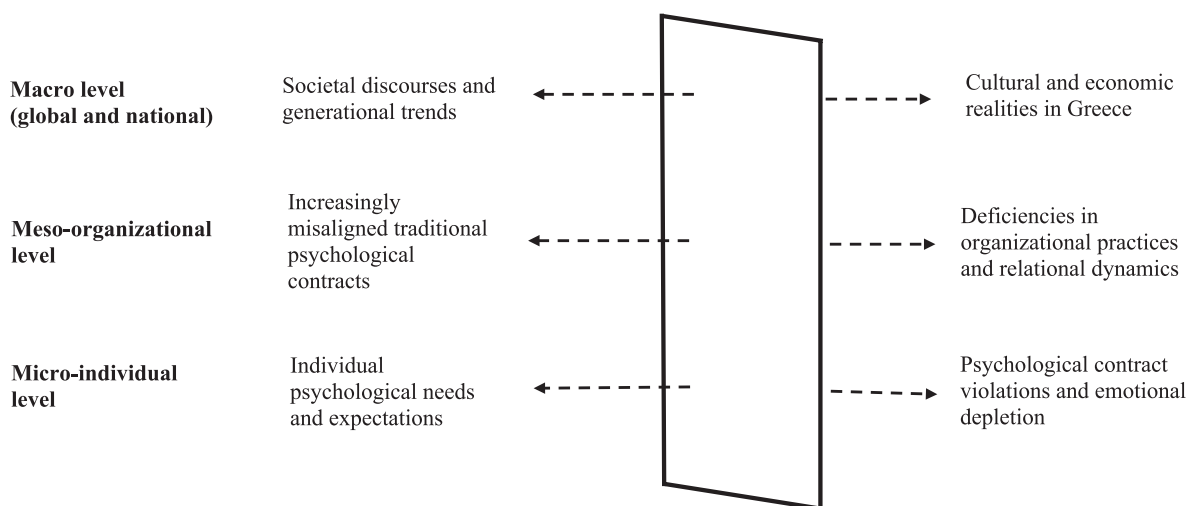 Macro level
(global and national)
Societal discourses and
generational trends
Cultural and economic
realities in Greece
Meso-organizational
level
Increasingly
misaligned traditional
psychological
contracts
Deficiencies in
organizational practices
and relational dynamics
Micro-individual
level
Individual
psychological needs
and expectations
Psychological contract
violations and emotional
depletion